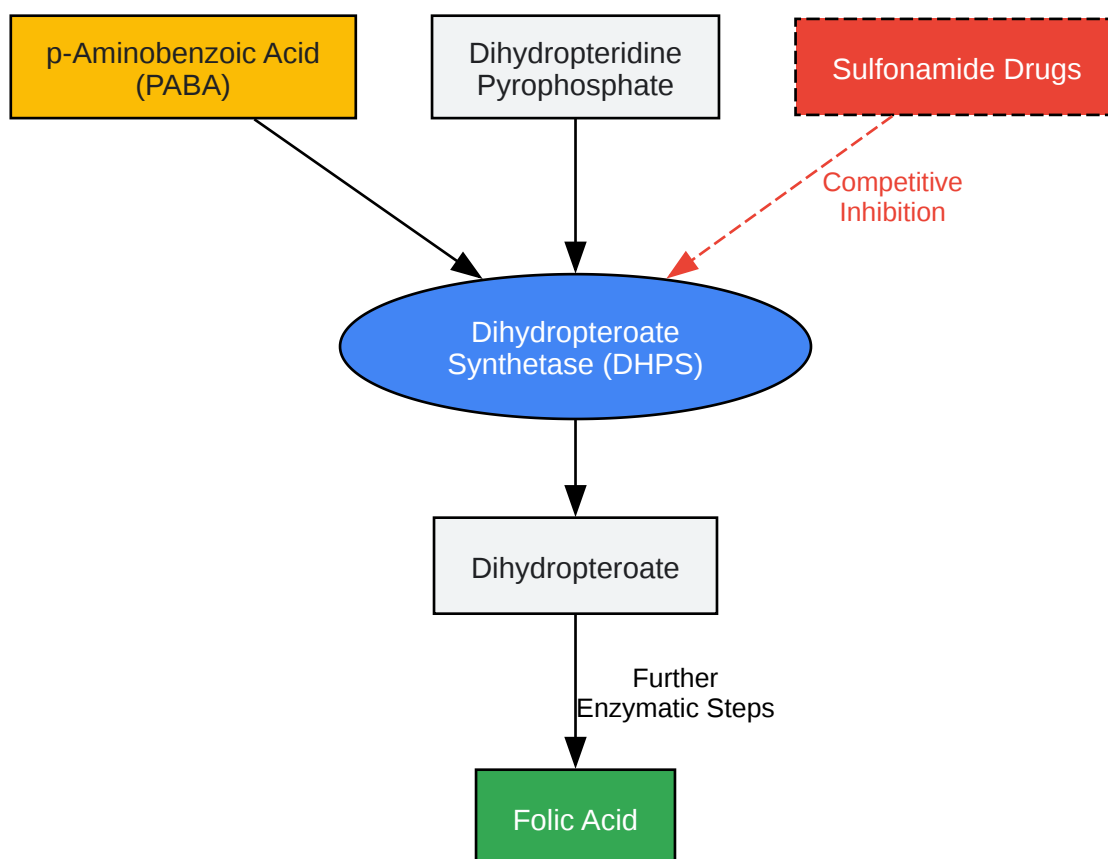 p-Aminobenzoic Acid
(PABA)
Dihydropteridine
Pyrophosphate
Sulfonamide Drugs
Competitive
Inhibition
Dihydropteroate
Synthetase (DHPS)
Dihydropteroate
Further
Enzymatic Steps
Folic Acid